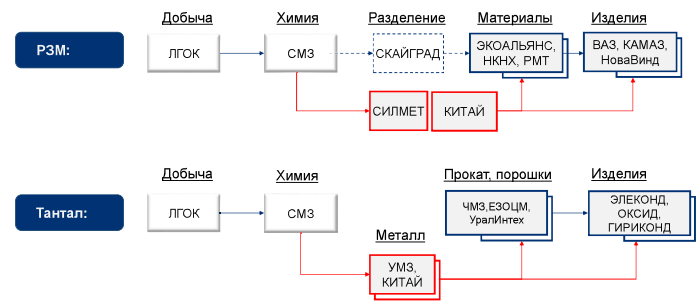 Добыча
Химия
Разделение
Материалы
Изделия
РЗМ:
ЛГОК
СМЗ
СКАЙГРАД
ЭКОАЛЬЯНС,
НКНХ, РМТ
ВАЗ, КАМАЗ,
НоваВинд
СИЛМЕТ
КИТАЙ
Добыча
Химия
Прокат, порошки
Изделия
Тантал:
ЛГОК
СМЗ
ЧМЗ,ЕЗОЦМ,
УралИнтех
ЭЛЕКОНД,
ОКСИД,
ГИРИКОНД
Металл
УМЗ,
КИТАЙ